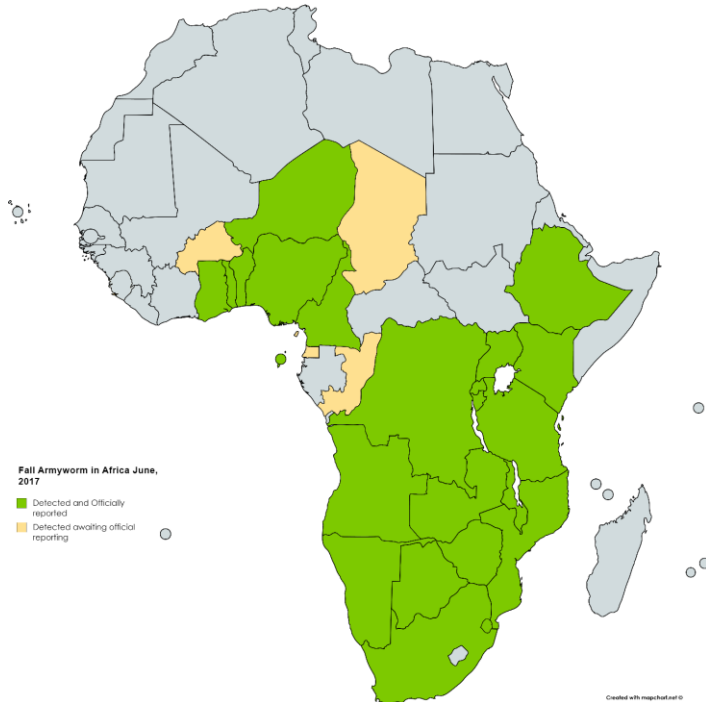 Fall Armyworm in Africa June,
2017
Detected and Officially
reported
Detected awaiting official
reporting
Created with mapchart.net ©